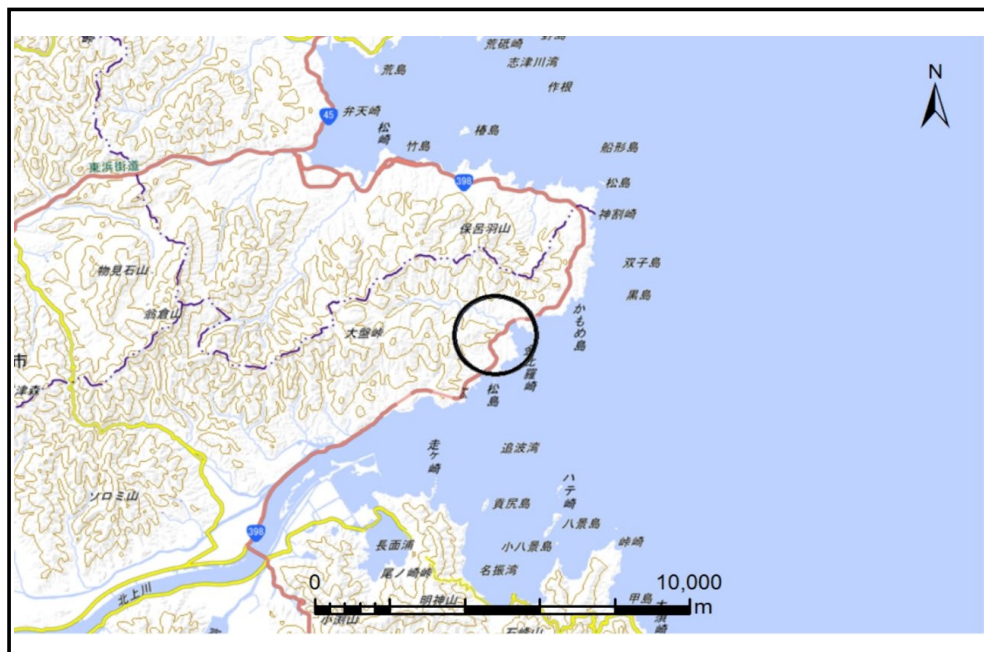 荒砥崎
志津川湾
荒島
作根
N
弁天崎
45
松崎
椿島
竹島
船形島
東浜街道
398
松島
神割崎
保呂羽山
物見石山
双子島
黒島
翁倉山
大盤峠
かもめ島
市
津森
松島
追波湾
ハテ崎
ソロミ山
貢尻島
八景島
398
長面浦
小八景島
峠崎
尾ノ崎峠
名振湾
0
10,000
北上川
明神山
甲島
m
小渕山